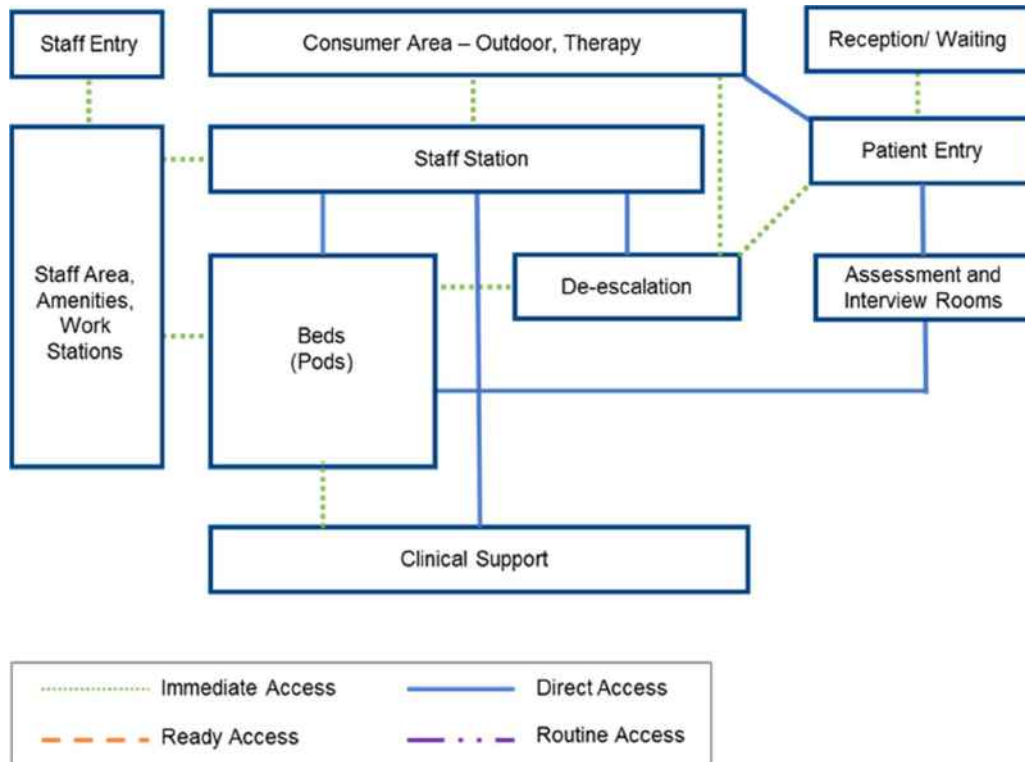 Staff Entry
Consumer Area – Outdoor, Therapy
Reception/ Waiting
Staff Station
Patient Entry
Staff Area,
Amenities,
Work
Stations
Beds
(Pods)
De-escalation
Assessment and
Interview Rooms
Clinical Support
Immediate Access
Direct Access
Ready Access
Routine Access